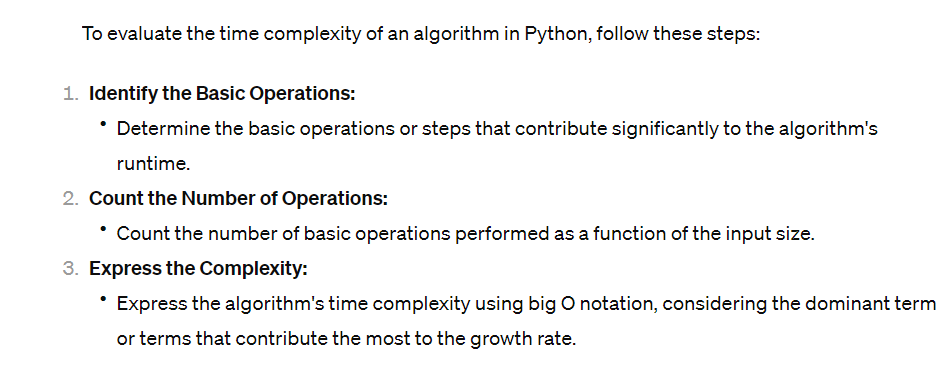 To evaluate the time complexity of an algorithm in Python, follow these steps:
1. Identify the Basic Operations:
• Determine the basic operations or steps that contribute significantly to the algorithm's
runtime.
2. Count the Number of Operations:
• Count the number of basic operations performed as a function of the input size.
3. Express the Complexity:
• Express the algorithm's time complexity using big O notation, considering the dominant term
or terms that contribute the most to the growth rate.